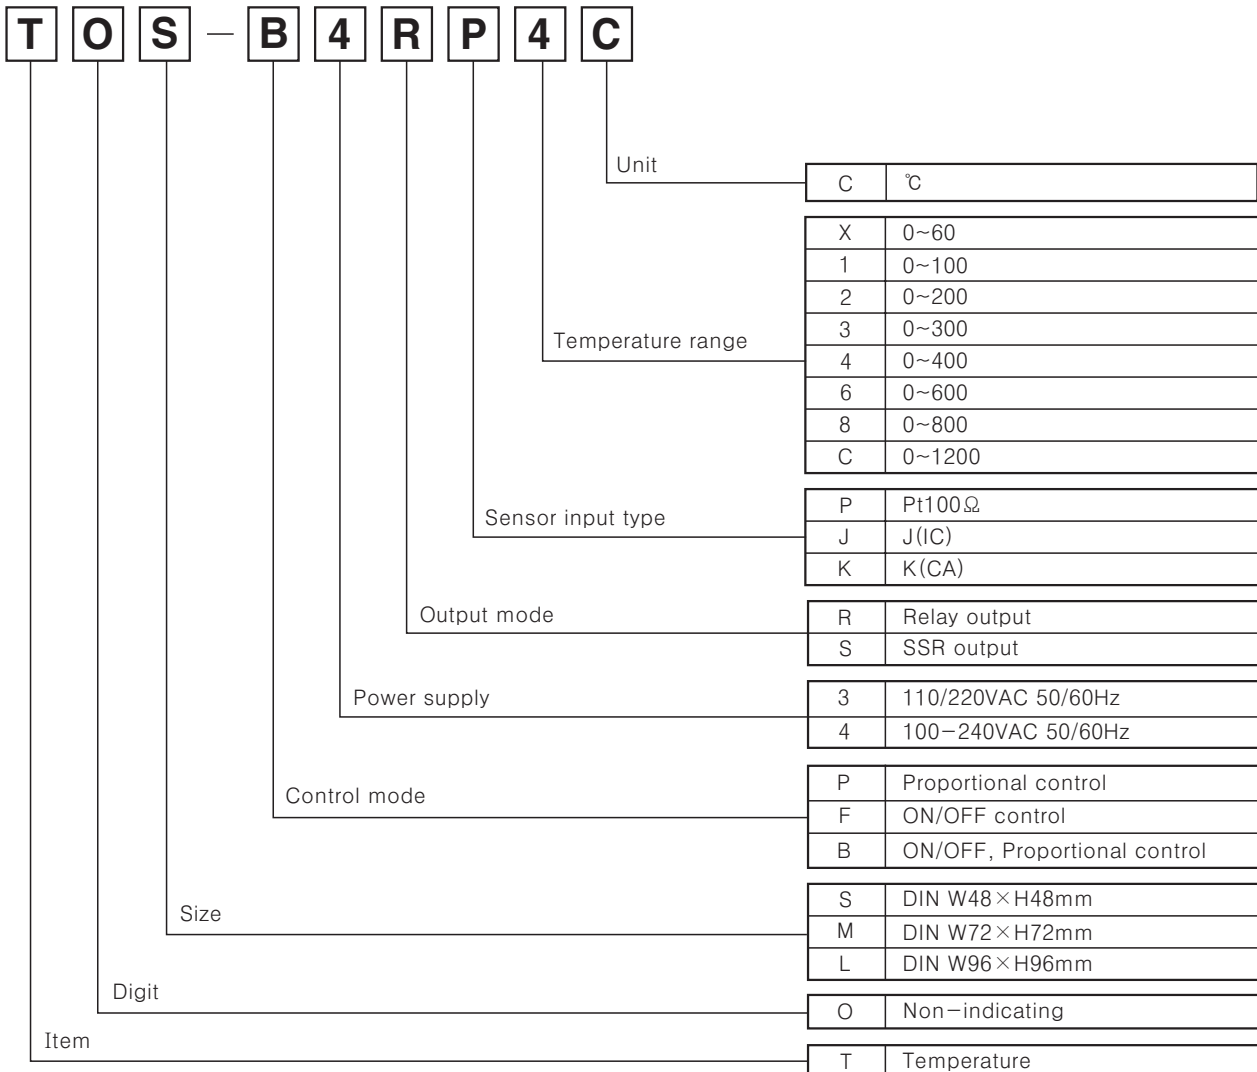 T O S - B 4 R P 4 C
Unit
C ℃
X 0~60
1 0~100
2 0~200
3 0~300
Temperature range
4 0~400
6 0~600
8 0~800
C 0~1200
P Pt100Ω
Sensor input type
J J(IC)
K K(CA)
Output mode
R Relay output
S SSR output
Power supply
3 110/220VAC 50/60Hz
4 100-240VAC 50/60Hz
Control mode
P Proportional control
F ON/OFF control
B ON/OFF, Proportional control
Size
S DIN W48×H48mm
M DIN W72×H72mm
L DIN W96×H96mm
Digit
O Non-indicating
Item
T Temperature